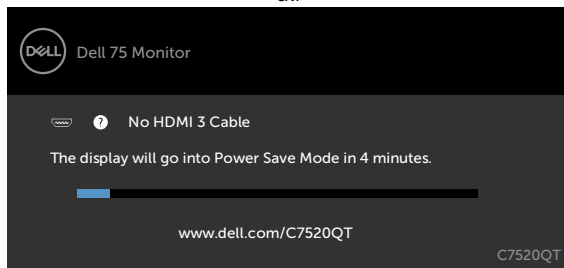 DELL
Dell 75 Monitor
? No HDMI 3 Cable
The display will go into Power Save Mode in 4 minutes.
www.dell.com/C7520QT
C7520QT